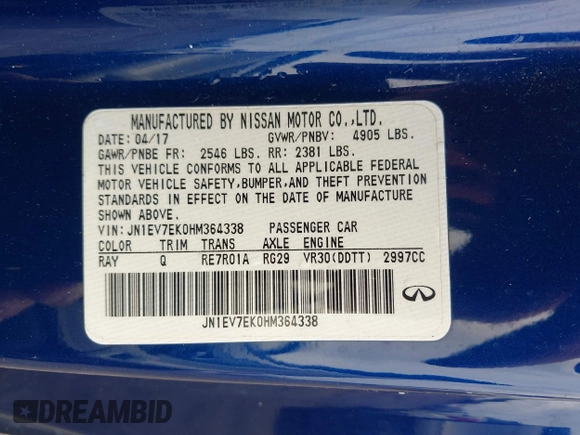 MANUFACTURED BY NISSAN MOTOR CO.,LTD.
DATE: 04/17 GVWR/PNBV: 4905 LBS.
GAWR/PNBE FR: 2546 LBS. RR: 2381 LBS.
THIS VEHICLE CONFORMS TO ALL APPLICABLE FEDERAL
MOTOR VEHICLE SAFETY,BUMPER,AND THEFT PREVENTION
STANDARDS IN EFFECT ON THE DATE OF MANUFACTURE
SHOWN ABOVE.
VIN: JN1EV7EK0HM364338 PASSENGER CAR
COLOR TRIM TRANS AXLE ENGINE
RAY Q RE7R01A RG29 VR30(DDTT) 2997CC
JN1EV7EK0HM364338
DREAMBID